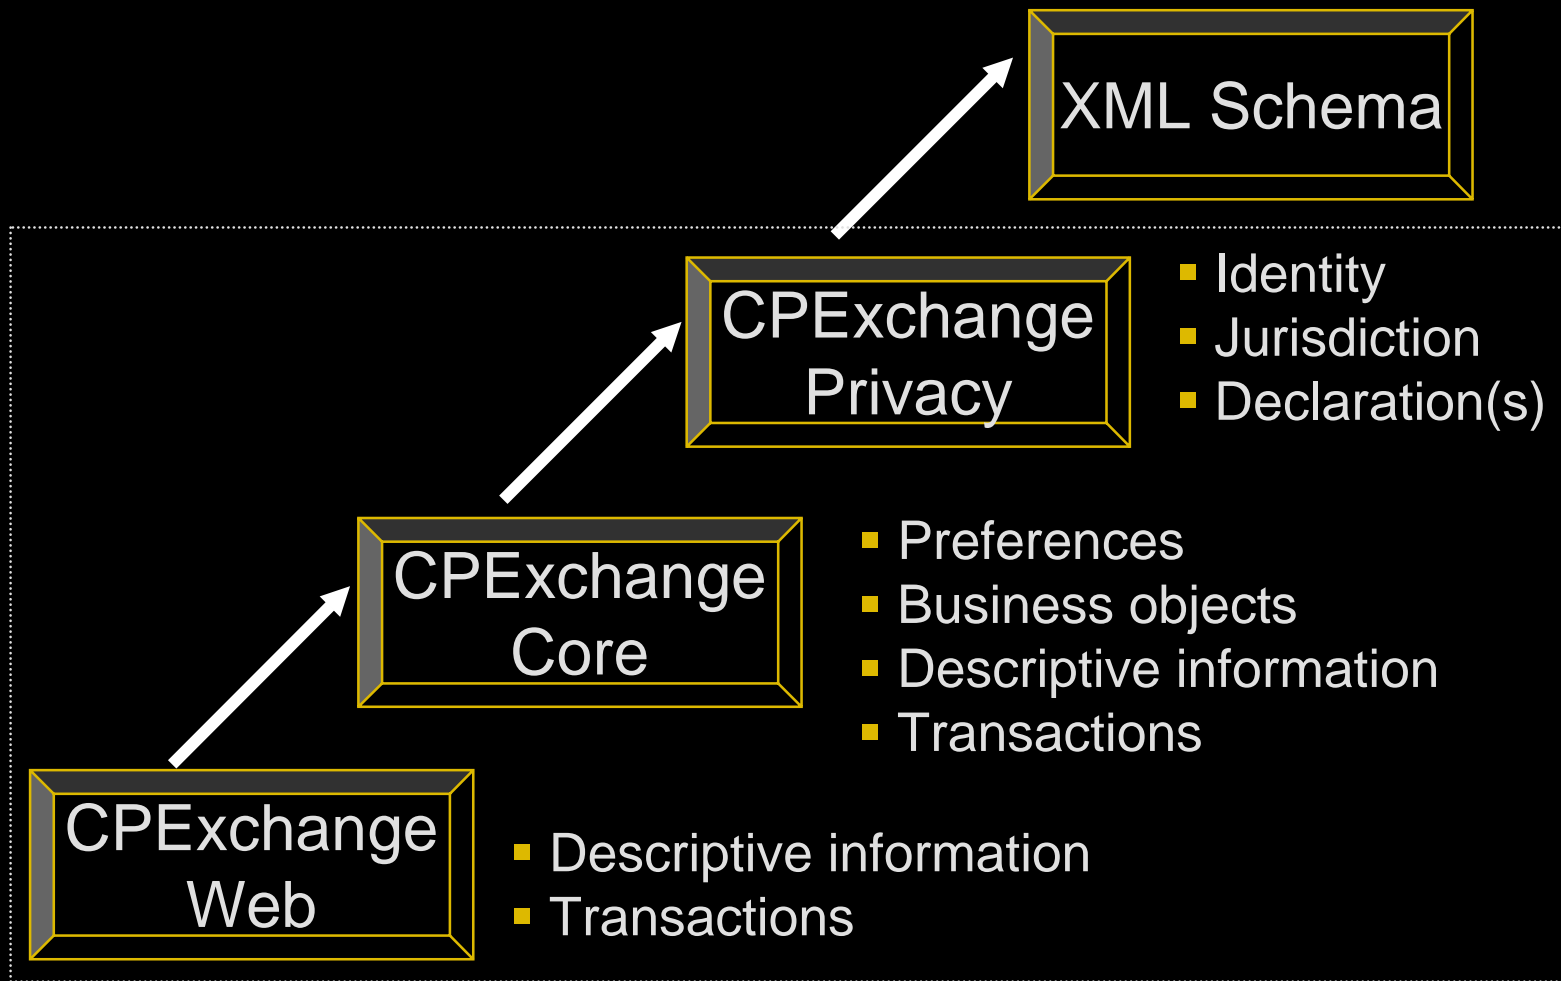 XML Schema
CPExchange
Privacy
Identity
Jurisdiction
Declaration(s)
CPExchange
Core
Preferences
Business objects
Descriptive information
Transactions
CPExchange
Web
Descriptive information
Transactions